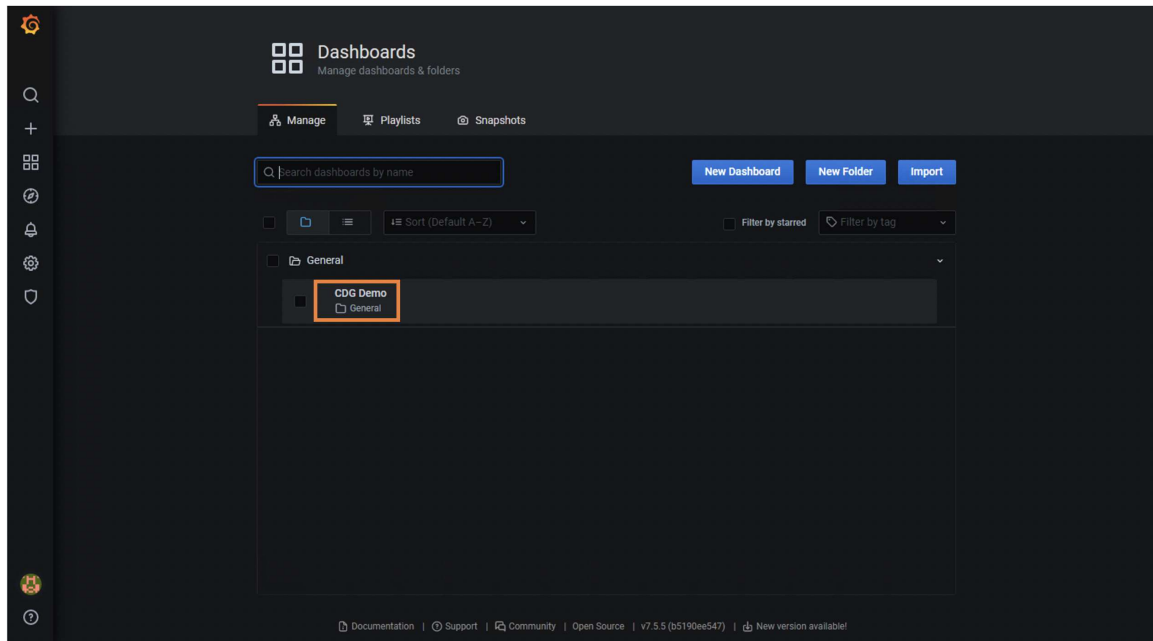 Dashboards
Manage dashboards & folders
Manage Playlists Snapshots
Search dashboards by name New Dashboard New Folder Import
Sort (Default A–Z) Filter by starred Filter by tag
General
CDG Demo
General
Documentation | Support | Community | Open Source | v7.5.5 (b5190ee547) | New version available!